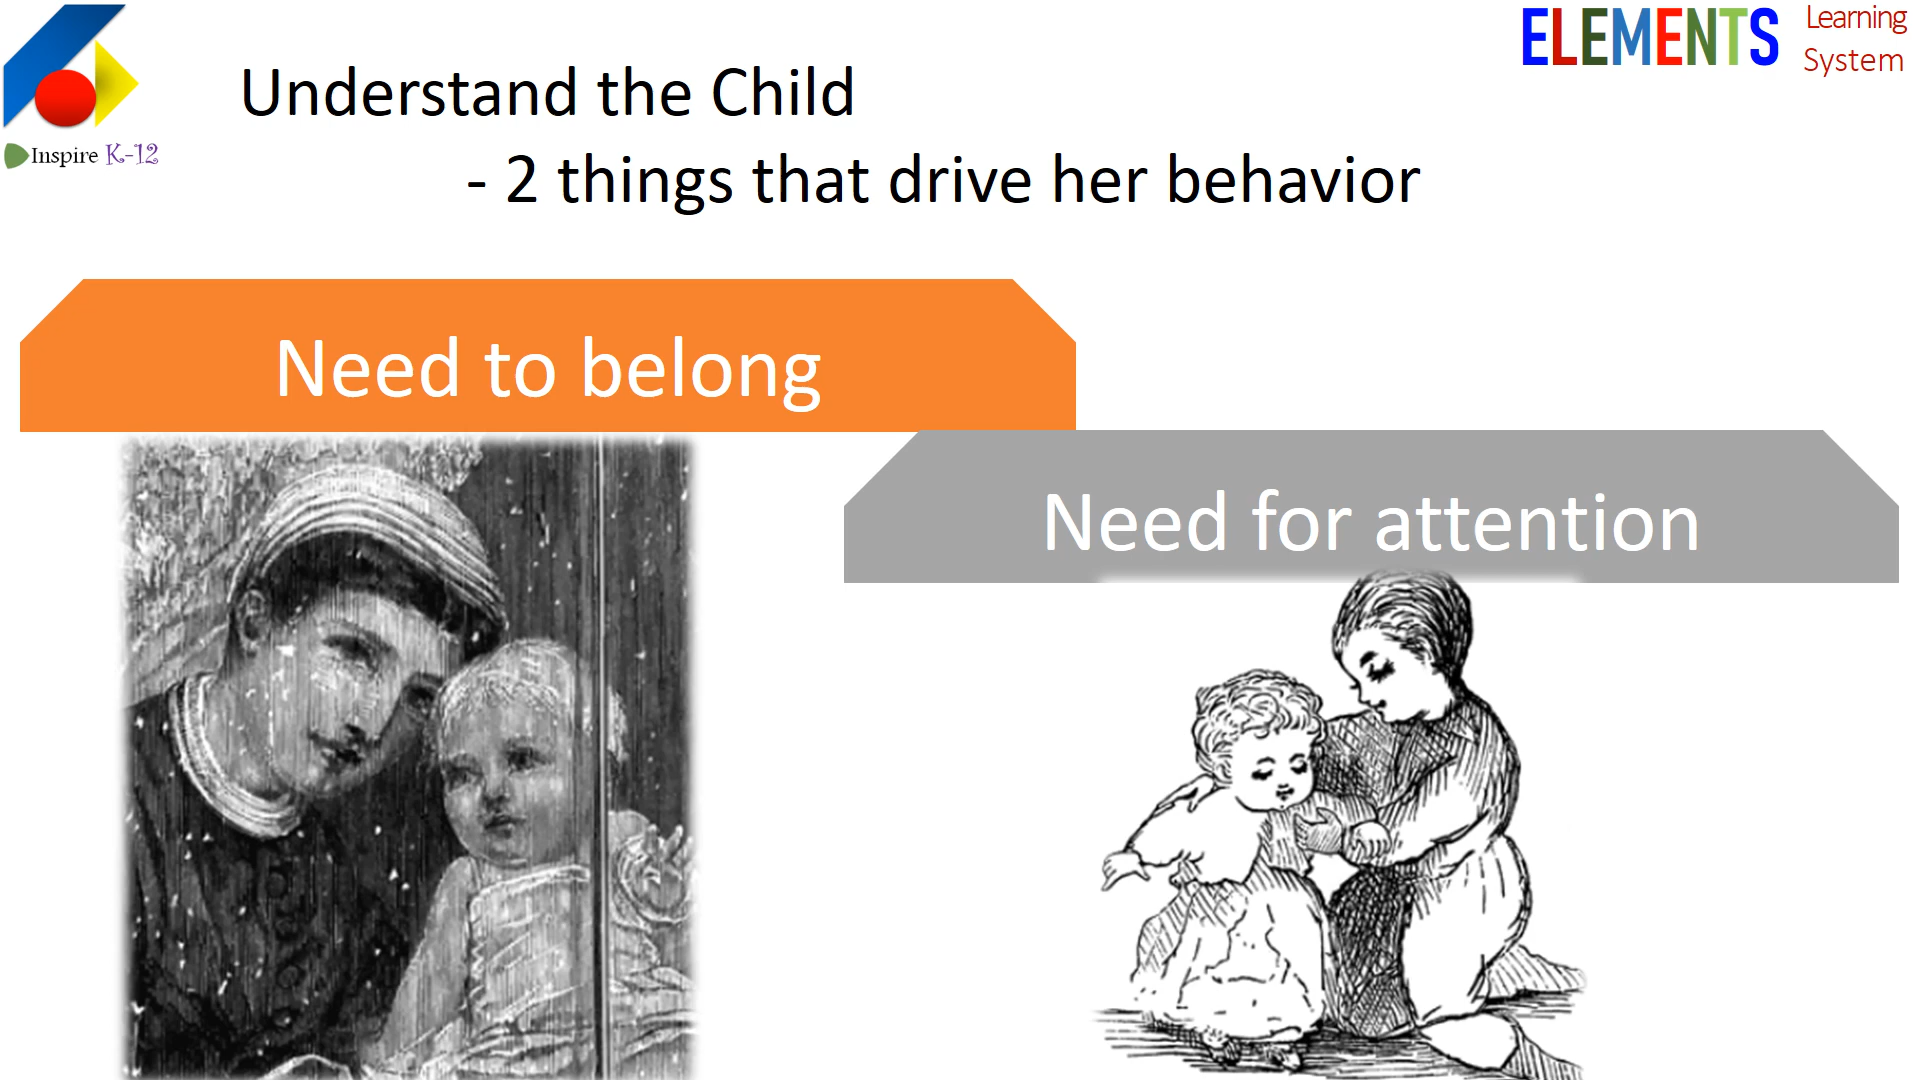 ELEMENTS Learning
System
Inspire K-12
Understand the Child
- 2 things that drive her behavior
Need to belong
Need for attention